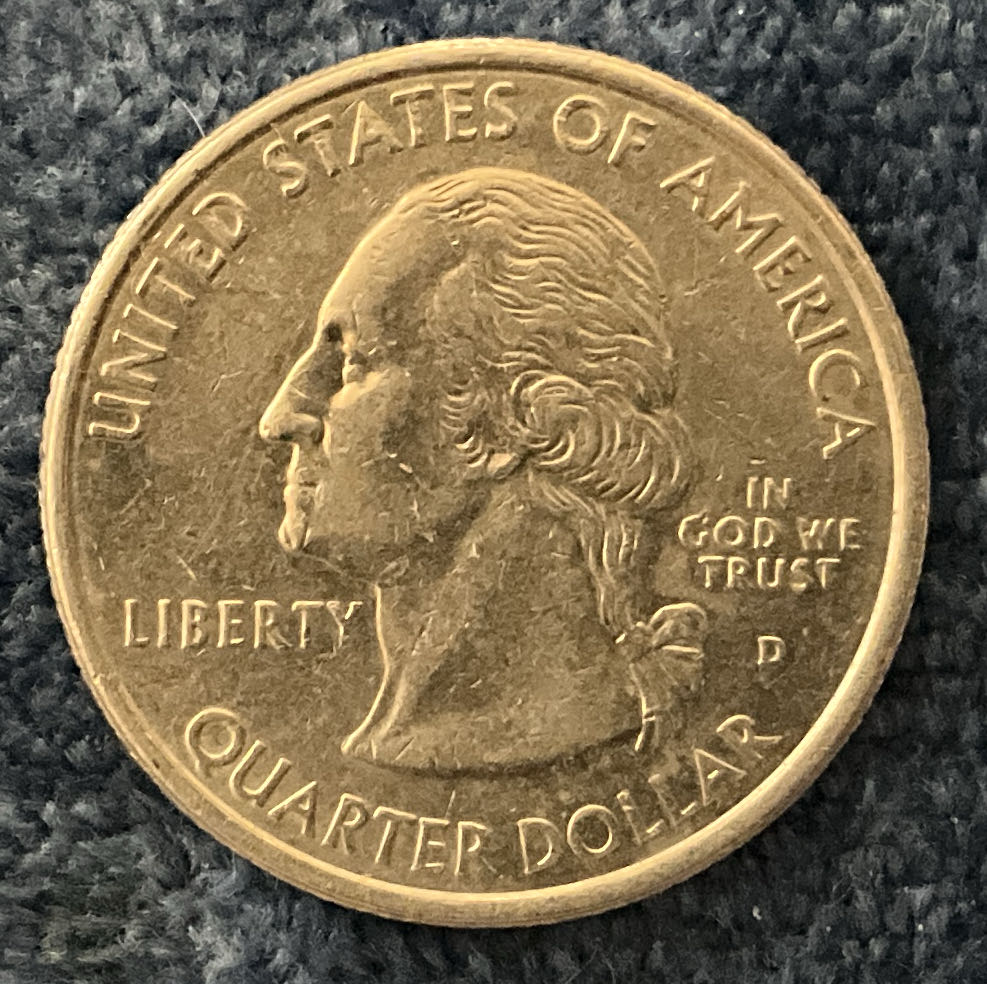 UNITED STATES OF AMERICA
LIBERTY
IN
GOD WE
TRUST
D
QUARTER DOLLAR